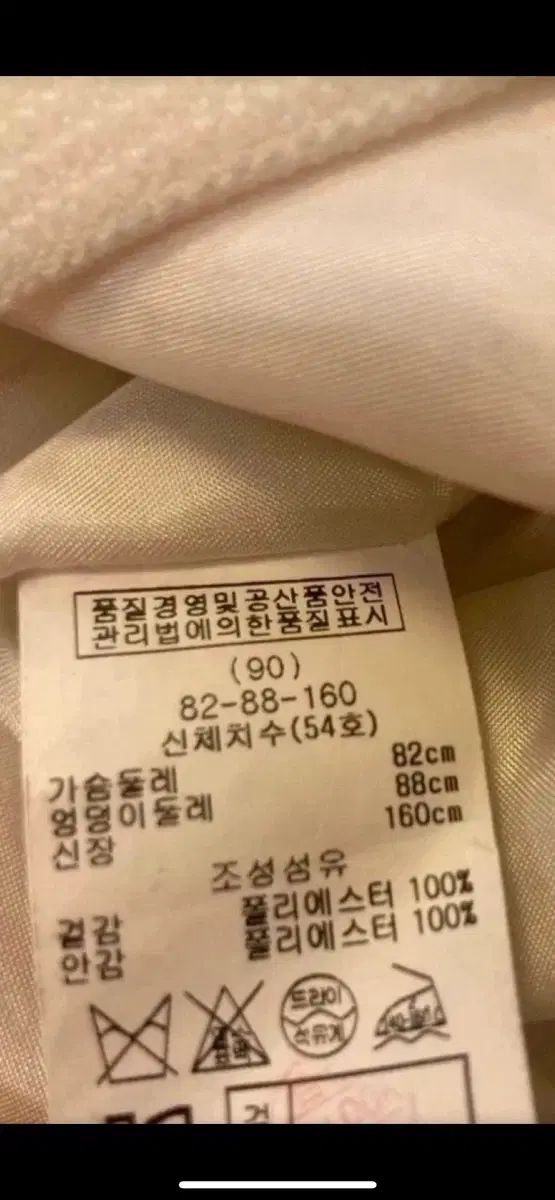 품질경영및 공산품안전
관리법에의한품질표시
(90)
82-88-160
신체치수(54호)
가슴둘레 82cm
엉덩이둘레 88cm
신장 160cm
조성섬유
겉감 폴리에스터 100%
안감 폴리에스터 100%
드라이
석유계